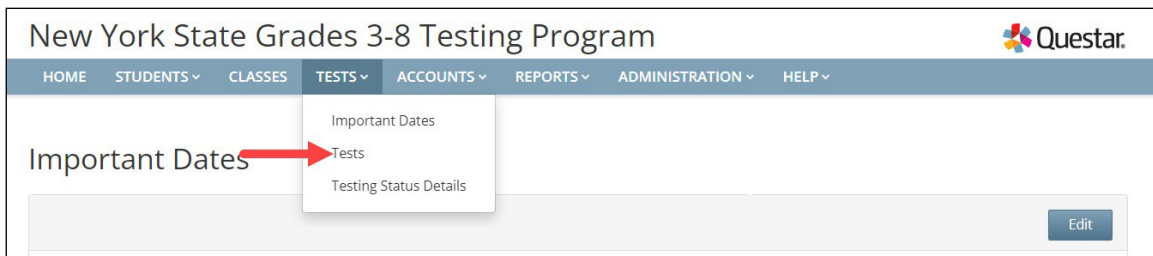 New York State Grades 3-8 Testing Program
Questar.
HOME STUDENTS CLASSES TESTS ACCOUNTS REPORTS ADMINISTRATION HELP
Important Dates
Tests
Testing Status Details
Important Dates
Edit